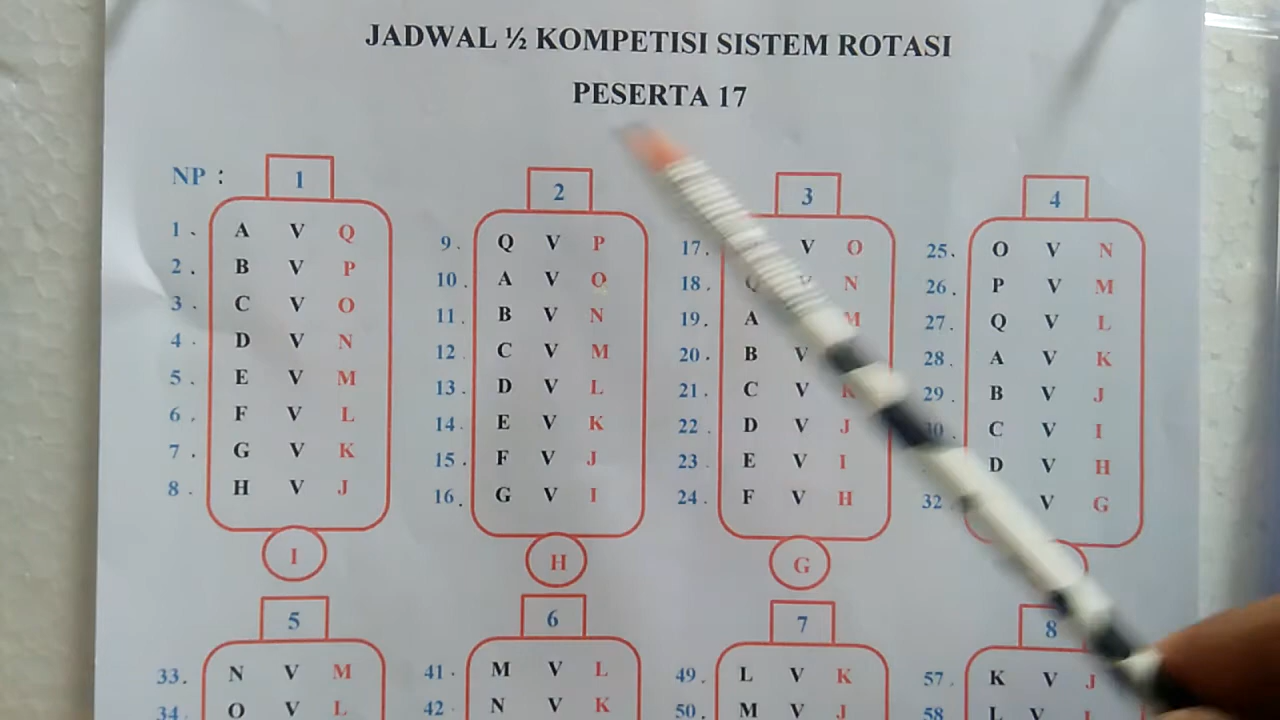 JADWAL ½ KOMPETISI SISTEM ROTASI
PESERTA 17
NP :
1
1. A V Q
2. B V P
3. C V O
4. D V N
5. E V M
6. F V L
7. G V K
8. H V J
I
2
9. Q V P
10. A V O
11. B V N
12. C V M
13. D V L
14. E V K
15. F V J
16. G V I
H
3
17. V O
18. N
19. A M
20. B V
21. C V K
22. D V J
23. E V I
24. F V H
G
4
25. O V N
26. P V M
27. Q V L
28. A V K
29. B V J
30. C V I
D V H
32 V G
5
33. N V M
34 O V L
6
41. M V L
42 N V K
7
49. L V K
50. M V J
8
57. K V J
58 L V I